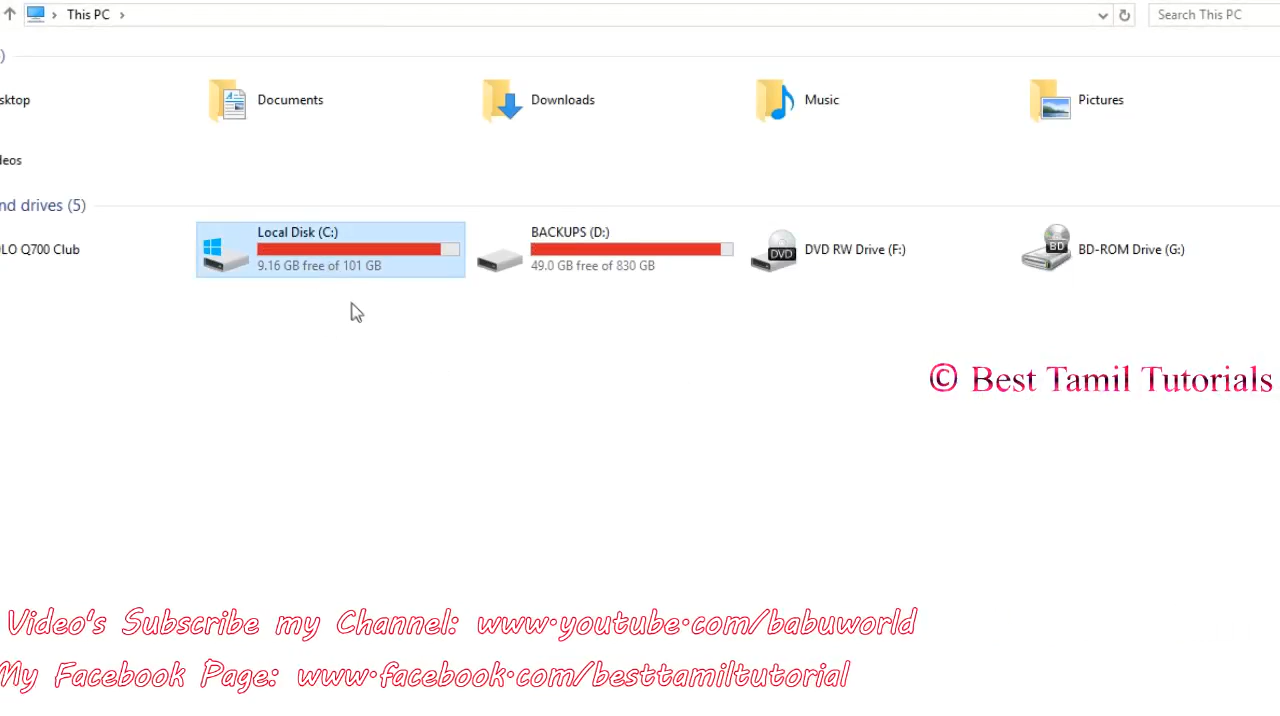 This PC
Search This PC
)
sktop
Documents
Downloads
Music
Pictures
deos
nd drives (5)
LO Q700 Club
Local Disk (C:)
9.16 GB free of 101 GB
BACKUPS (D:)
49.0 GB free of 830 GB
DVD
DVD RW Drive (F:)
BD
BD-ROM Drive (G:)
© Best Tamil Tutorials
Video's Subscribe my Channel: www.youtube.com/babuworld
My Facebook Page: www.facebook.com/besttamiltutorial